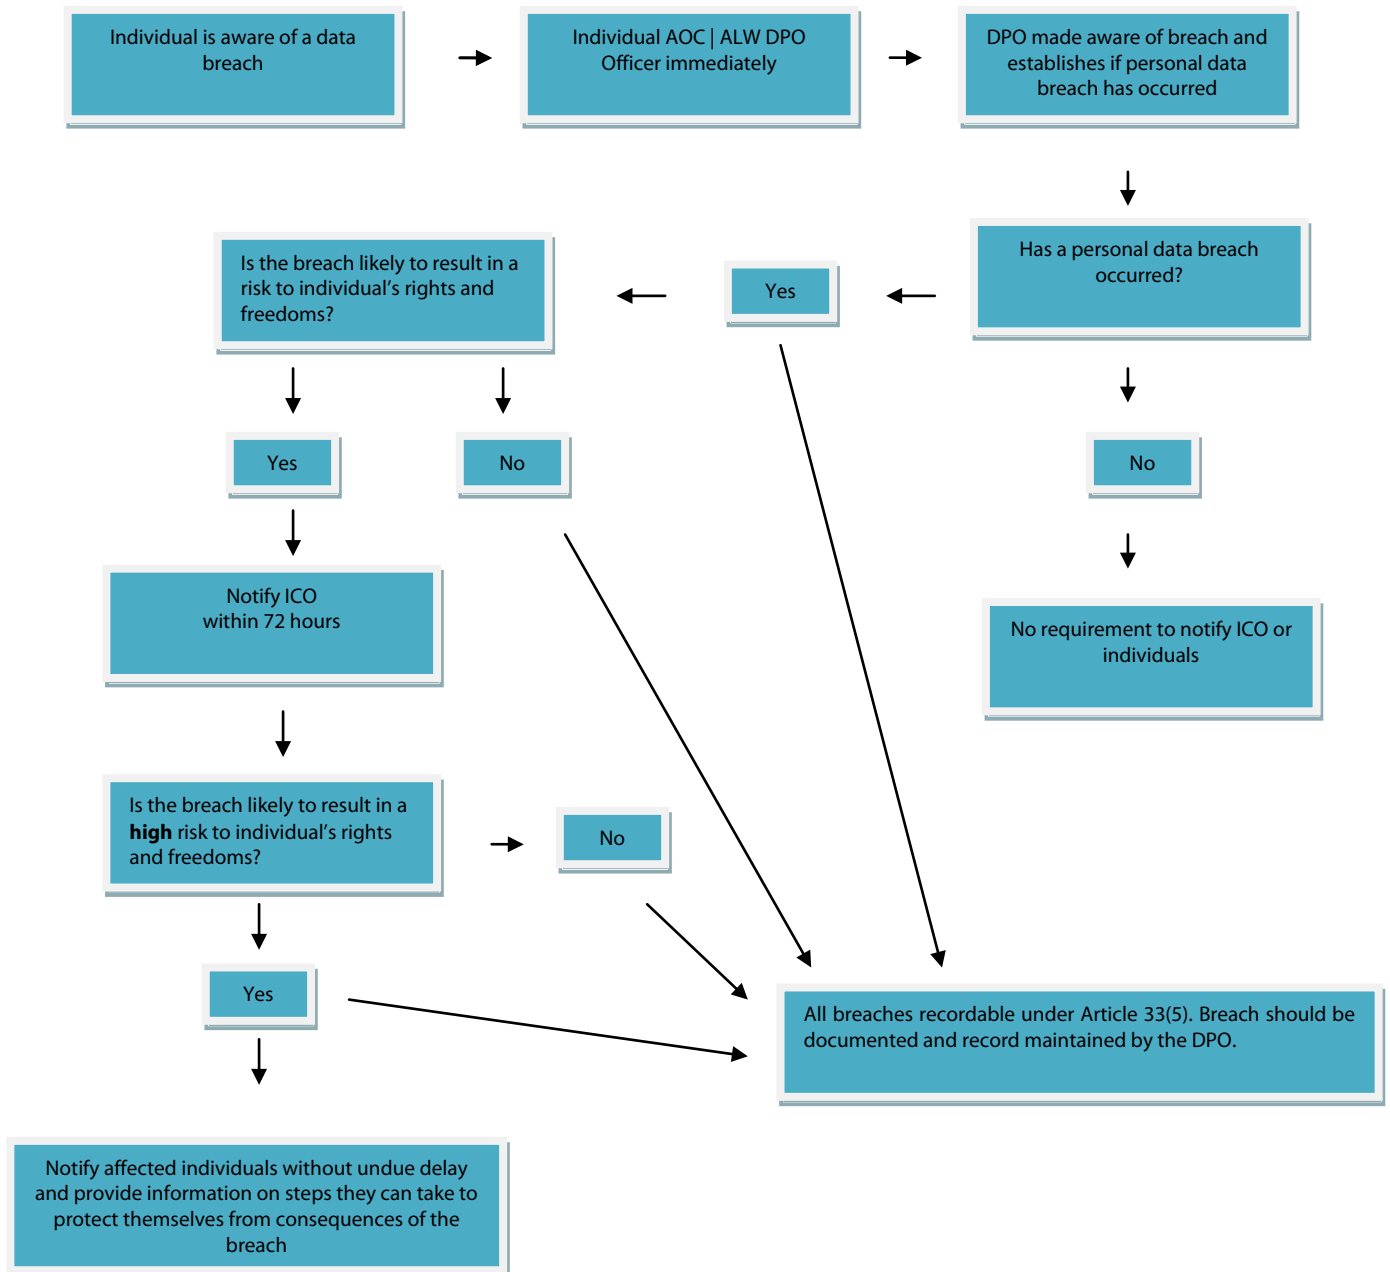 Individual is aware of a data
breach
Individual AOC | ALW DPO
Officer immediately
DPO made aware of breach and
establishes if personal data
breach has occurred
Has a personal data breach
occurred?
Yes
Is the breach likely to result in a
risk to individual’s rights and
freedoms?
Yes
No
No
Notify ICO
within 72 hours
No requirement to notify ICO or
individuals
Is the breach likely to result in a
high risk to individual’s rights
and freedoms?
No
Yes
All breaches recordable under Article 33(5). Breach should be
documented and record maintained by the DPO.
Notify affected individuals without undue delay
and provide information on steps they can take to
protect themselves from consequences of the
breach